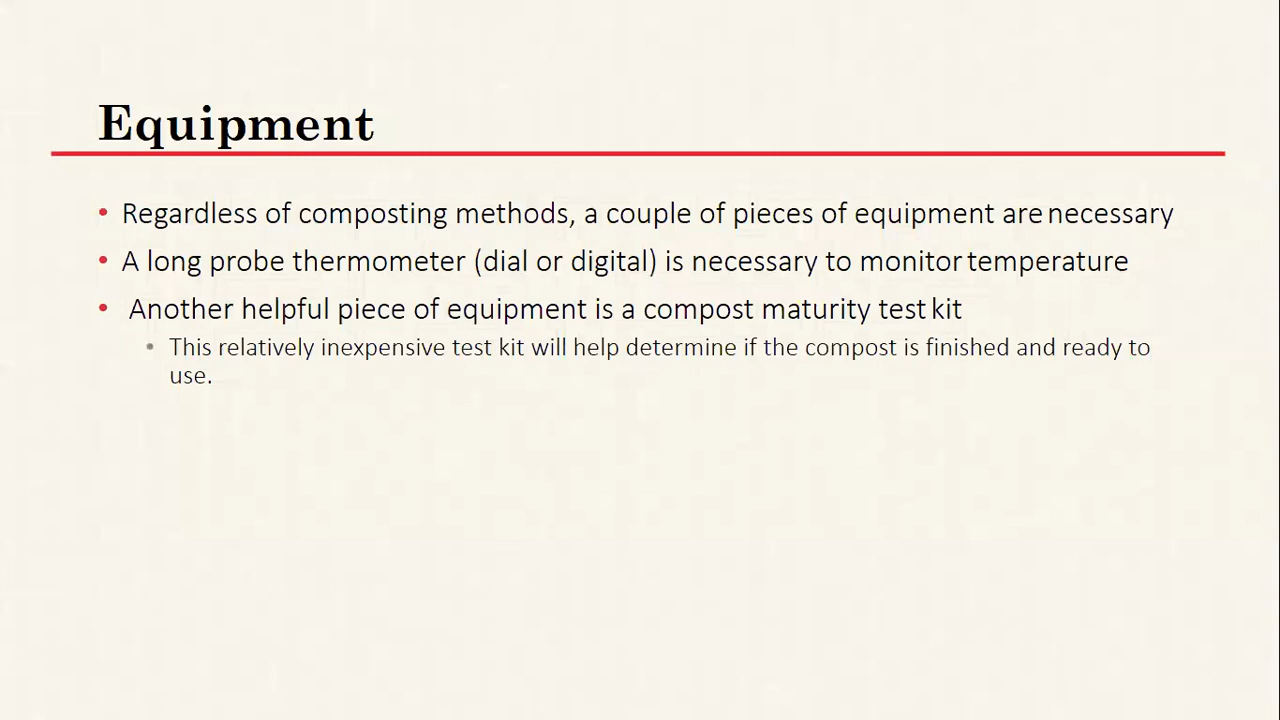 Equipment
• Regardless of composting methods, a couple of pieces of equipment are necessary
• A long probe thermometer (dial or digital) is necessary to monitor temperature
• Another helpful piece of equipment is a compost maturity test kit
• This relatively inexpensive test kit will help determine if the compost is finished and ready to
use.